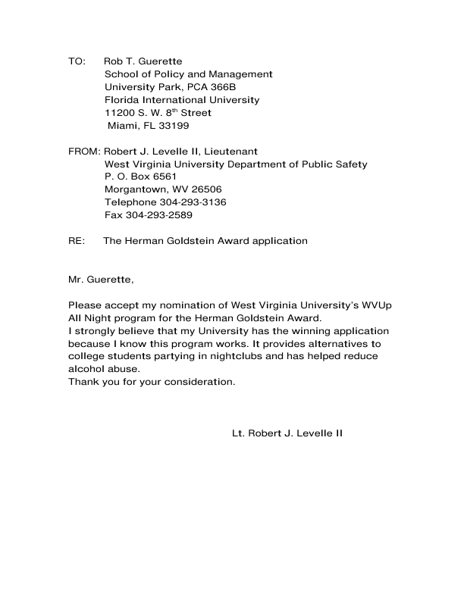 TO: Rob T. Guerette
School of Policy and Management
University Park, PCA 366B
Florida International University
11200 S. W. 8th Street
Miami, FL 33199
FROM: Robert J. Levelle II, Lieutenant
West Virginia University Department of Public Safety
P. O. Box 6561
Morgantown, WV 26506
Telephone 304-293-3136
Fax 304-293-2589
RE: The Herman Goldstein Award application
Mr. Guerette,
Please accept my nomination of West Virginia University's WVUp
All Night program for the Herman Goldstein Award.
I strongly believe that my University has the winning application
because I know this program works. It provides alternatives to
college students partying in nightclubs and has helped reduce
alcohol abuse.
Thank you for your consideration.
Lt. Robert J. Levelle II